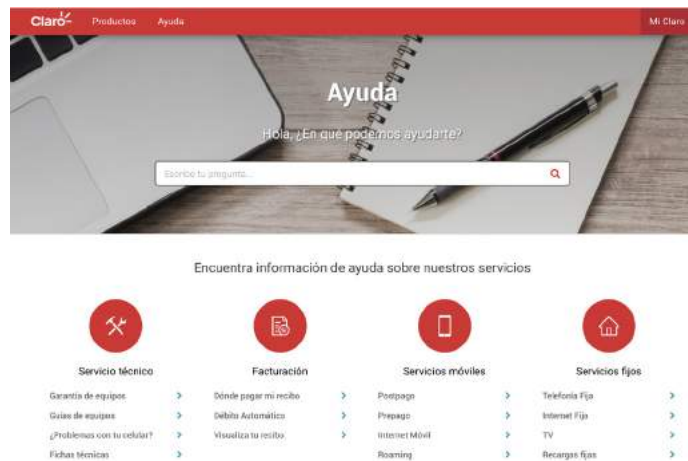 Claro
Productos
Ayuda
Mi Claro
Ayuda
Hola, ¿En qué podemos ayudarte?
Escribe tu pregunta...
Encuentra información de ayuda sobre nuestros servicios
Servicio técnico
Garantía de equipos
Guías de equipos
¿Problemas con tu celular?
Fichas técnicas
Facturación
Dónde pagar mi recibo
Débito Automático
Visualiza tu recibo
Servicios móviles
Postpago
Prepago
Internet Móvil
Roaming
Servicios fijos
Telefonía Fija
Internet Fijo
TV
Recargas fijas